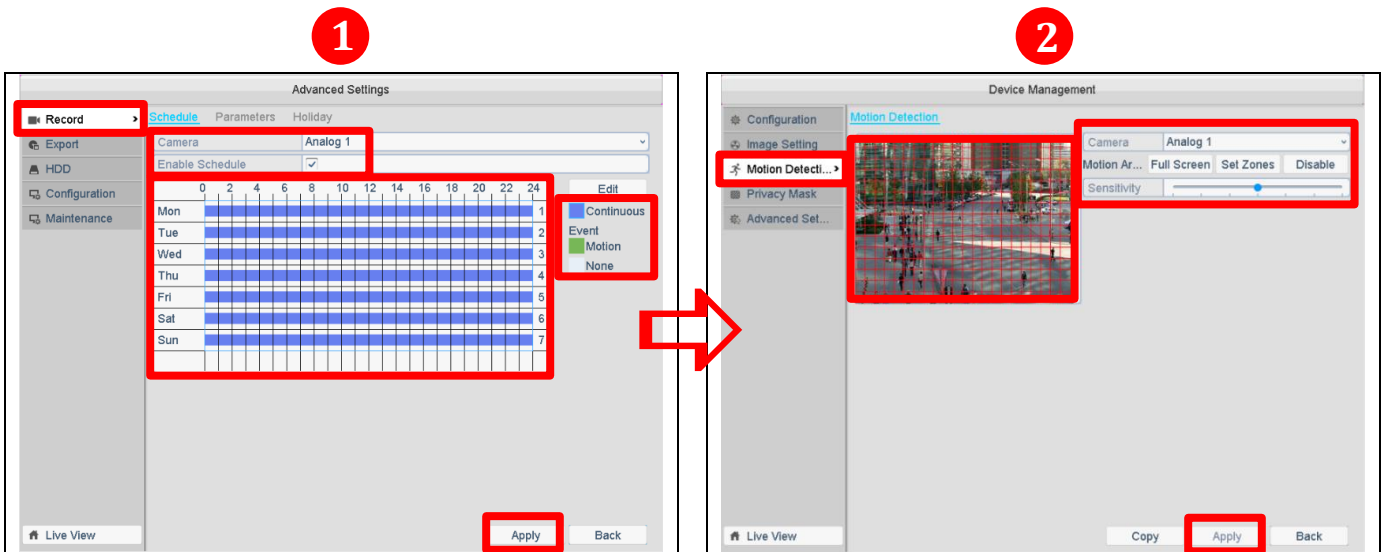 1
2
Advanced Settings
Record >
Export
HDD
Configuration
Maintenance
Live View
Schedule Parameters Holiday
Camera Analog 1
Enable Schedule
0 2 4 6 8 10 12 14 16 18 20 22 24
Mon 1
Tue 2
Wed 3
Thu 4
Fri 5
Sat 6
Sun 7
Edit
Continuous
Event
Motion
None
Apply Back
Device Management
Configuration
Image Setting
Motion Detecti... >
Privacy Mask
Advanced Set...
Live View
Motion Detection
Camera Analog 1
Motion Ar... Full Screen Set Zones Disable
Sensitivity
Copy Apply Back